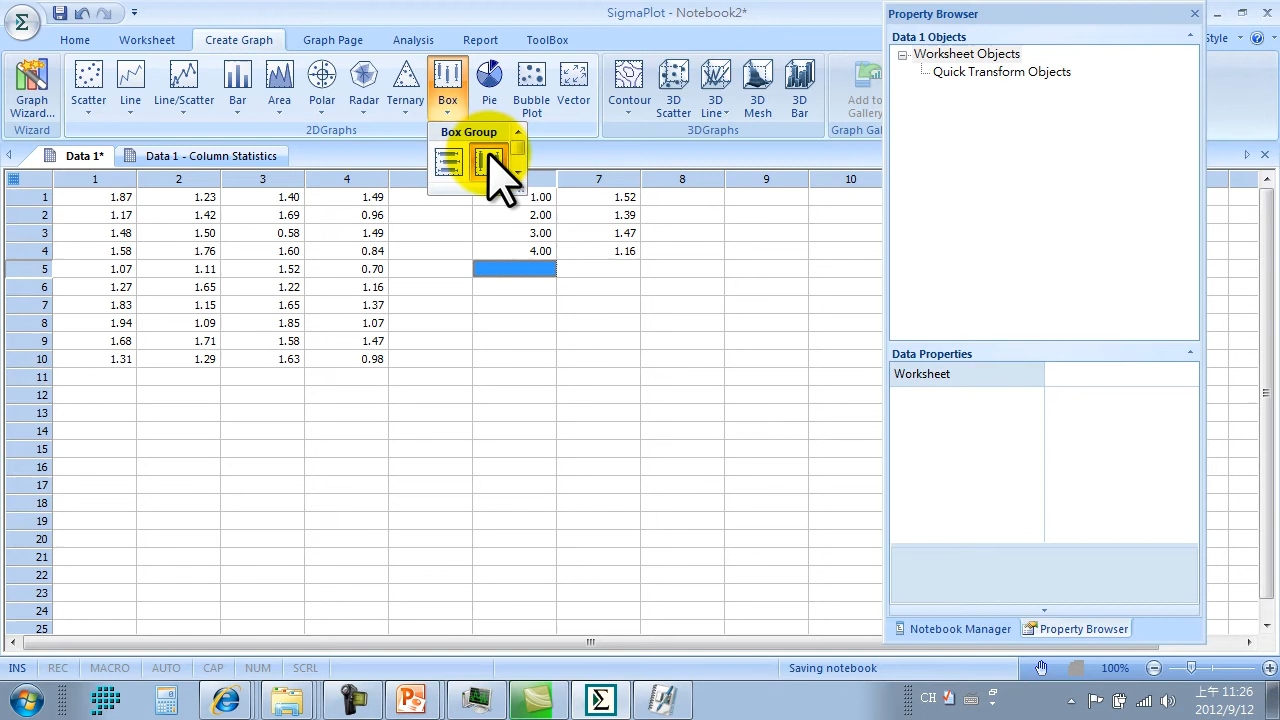 SigmaPlot - Notebook2*
Property Browser
Home
Worksheet
Create Graph
Graph Page
Analysis
Report
ToolBox
Style
Data 1 Objects
Worksheet Objects
Quick Transform Objects
Graph
Wizard...
Scatter
Line
Line/Scatter
Bar
Area
Polar
Radar
Ternary
Box
Pie
Bubble
Plot
Vector
Contour
3D
Scatter
3D
Line
3D
Mesh
3D
Bar
Add to
Gallery
Wizard
2DGraphs
3DGraphs
Graph Gal
Box Group
Data 1*
Data 1 - Column Statistics
1 2 3 4 7 8 9 10
1 1.87 1.23 1.40 1.49 1.00 1.52
2 1.17 1.42 1.69 0.96 2.00 1.39
3 1.48 1.50 0.58 1.49 3.00 1.47
4 1.58 1.76 1.60 0.84 4.00 1.16
5 1.07 1.11 1.52 0.70
6 1.27 1.65 1.22 1.16
7 1.83 1.15 1.65 1.37
8 1.94 1.09 1.85 1.07
9 1.68 1.71 1.58 1.47
10 1.31 1.29 1.63 0.98
11
12
13
14
15
16
17
18
19
20
21
22
23
24
25
Data Properties
Worksheet
Notebook Manager
Property Browser
INS
REC
MACRO
AUTO
CAP
NUM
SCRL
Saving notebook
100%
CH
上午 11:26
2012/9/12